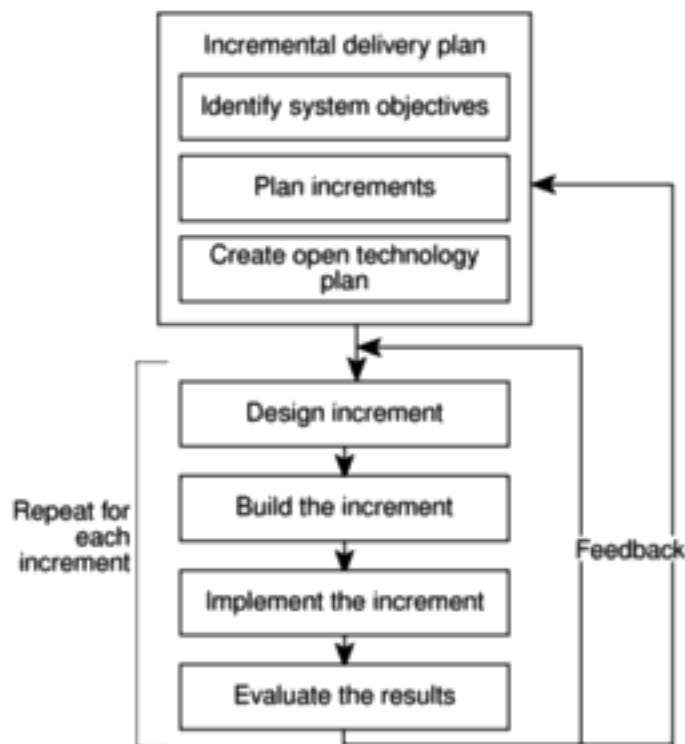 Incremental delivery plan
Identify system objectives
Plan increments
Create open technology
plan
Design increment
Build the increment
Repeat for
each
increment
Feedback
Implement the increment
Evaluate the results